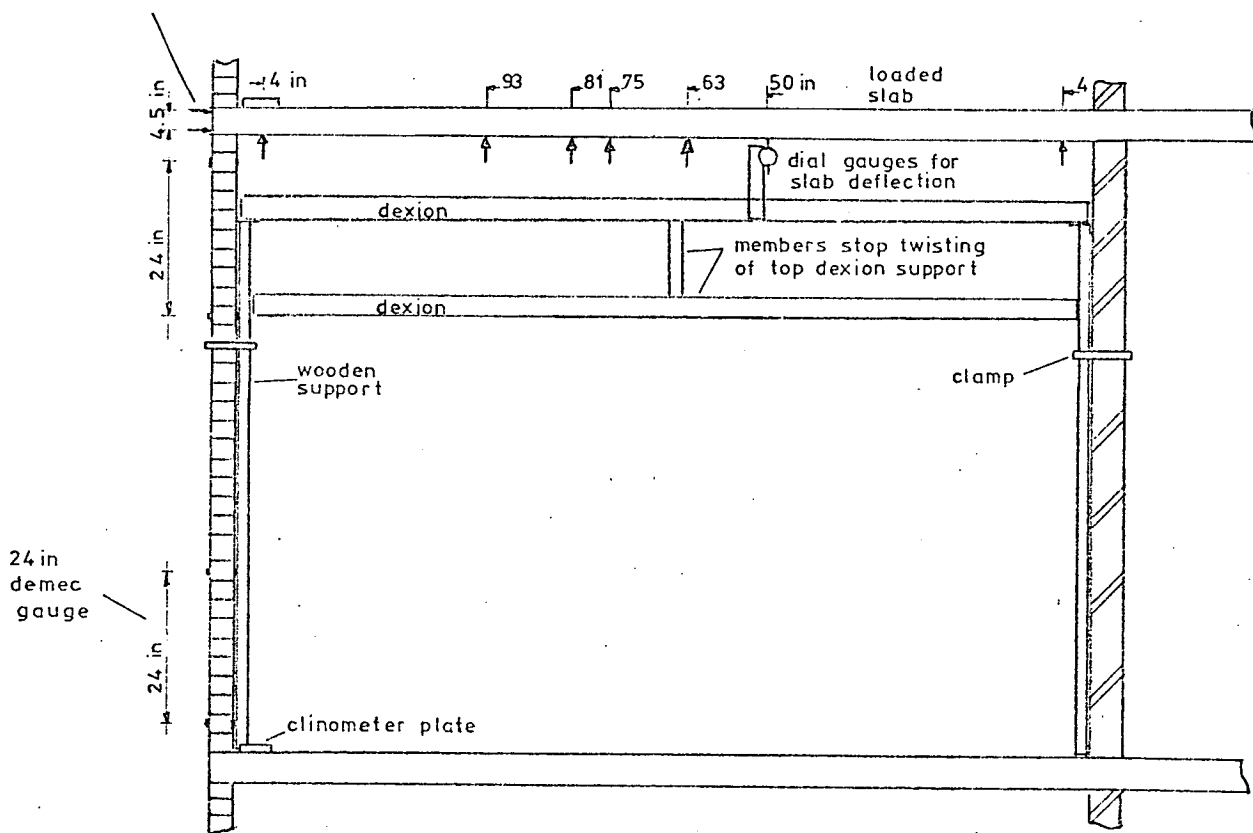 4 in
93
81
75
63
50 in
loaded
slab
4
4.5 in
dial gauges for
slab deflection
dexion
24 in
members stop twisting
of top dexion support
dexion
wooden
support
clamp
24 in
demec
gauge
24 in
clinometer plate